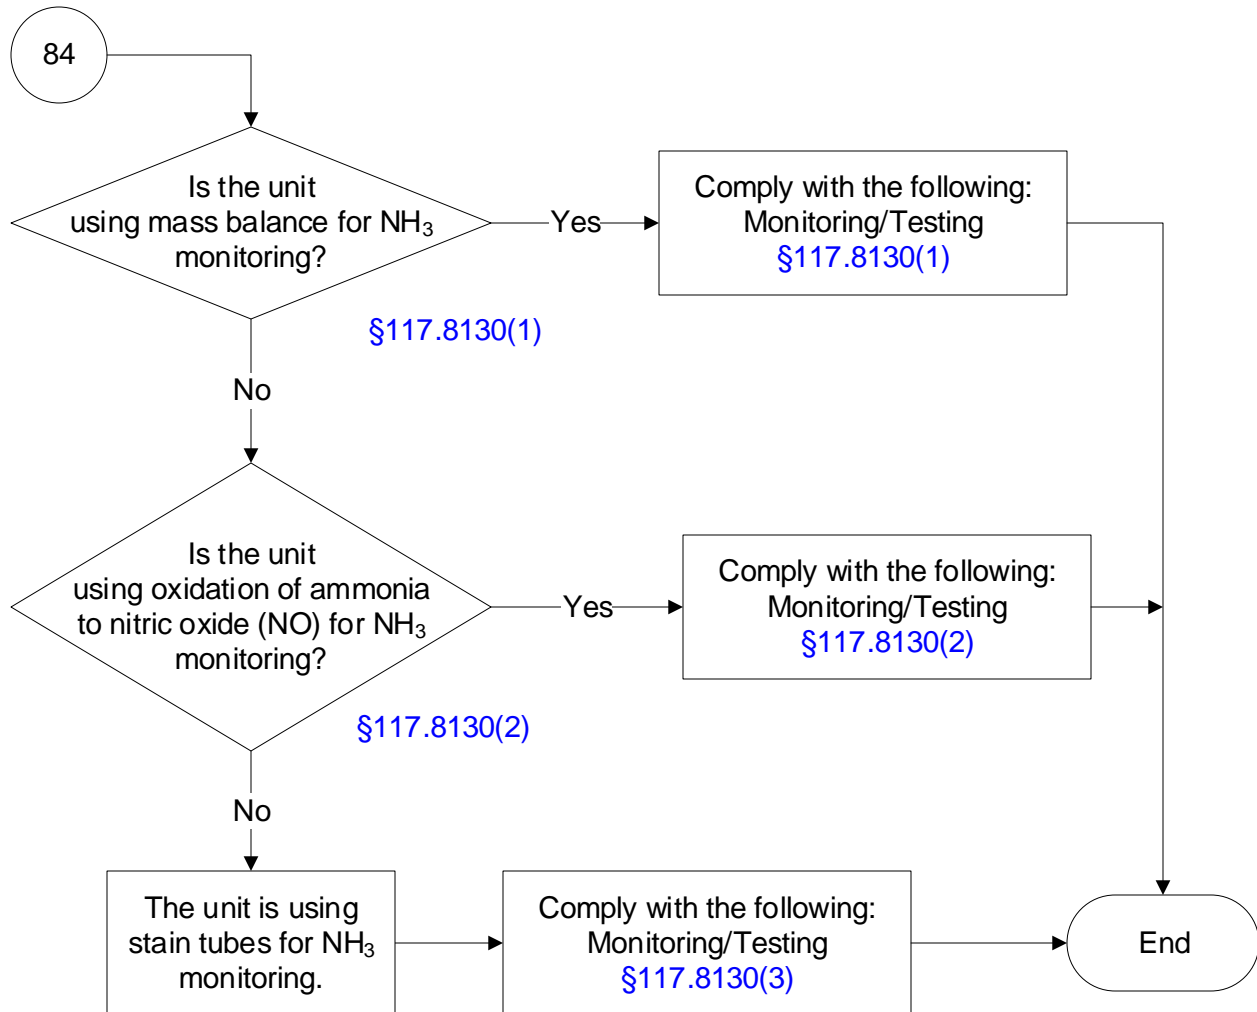 84
Is the unit
using mass balance for NH₃
monitoring?
Yes
Comply with the following:
Monitoring/Testing
§117.8130(1)
§117.8130(1)
No
Is the unit
using oxidation of ammonia
to nitric oxide (NO) for NH₃
monitoring?
Yes
Comply with the following:
Monitoring/Testing
§117.8130(2)
§117.8130(2)
No
The unit is using
stain tubes for NH₃
monitoring.
Comply with the following:
Monitoring/Testing
§117.8130(3)
End